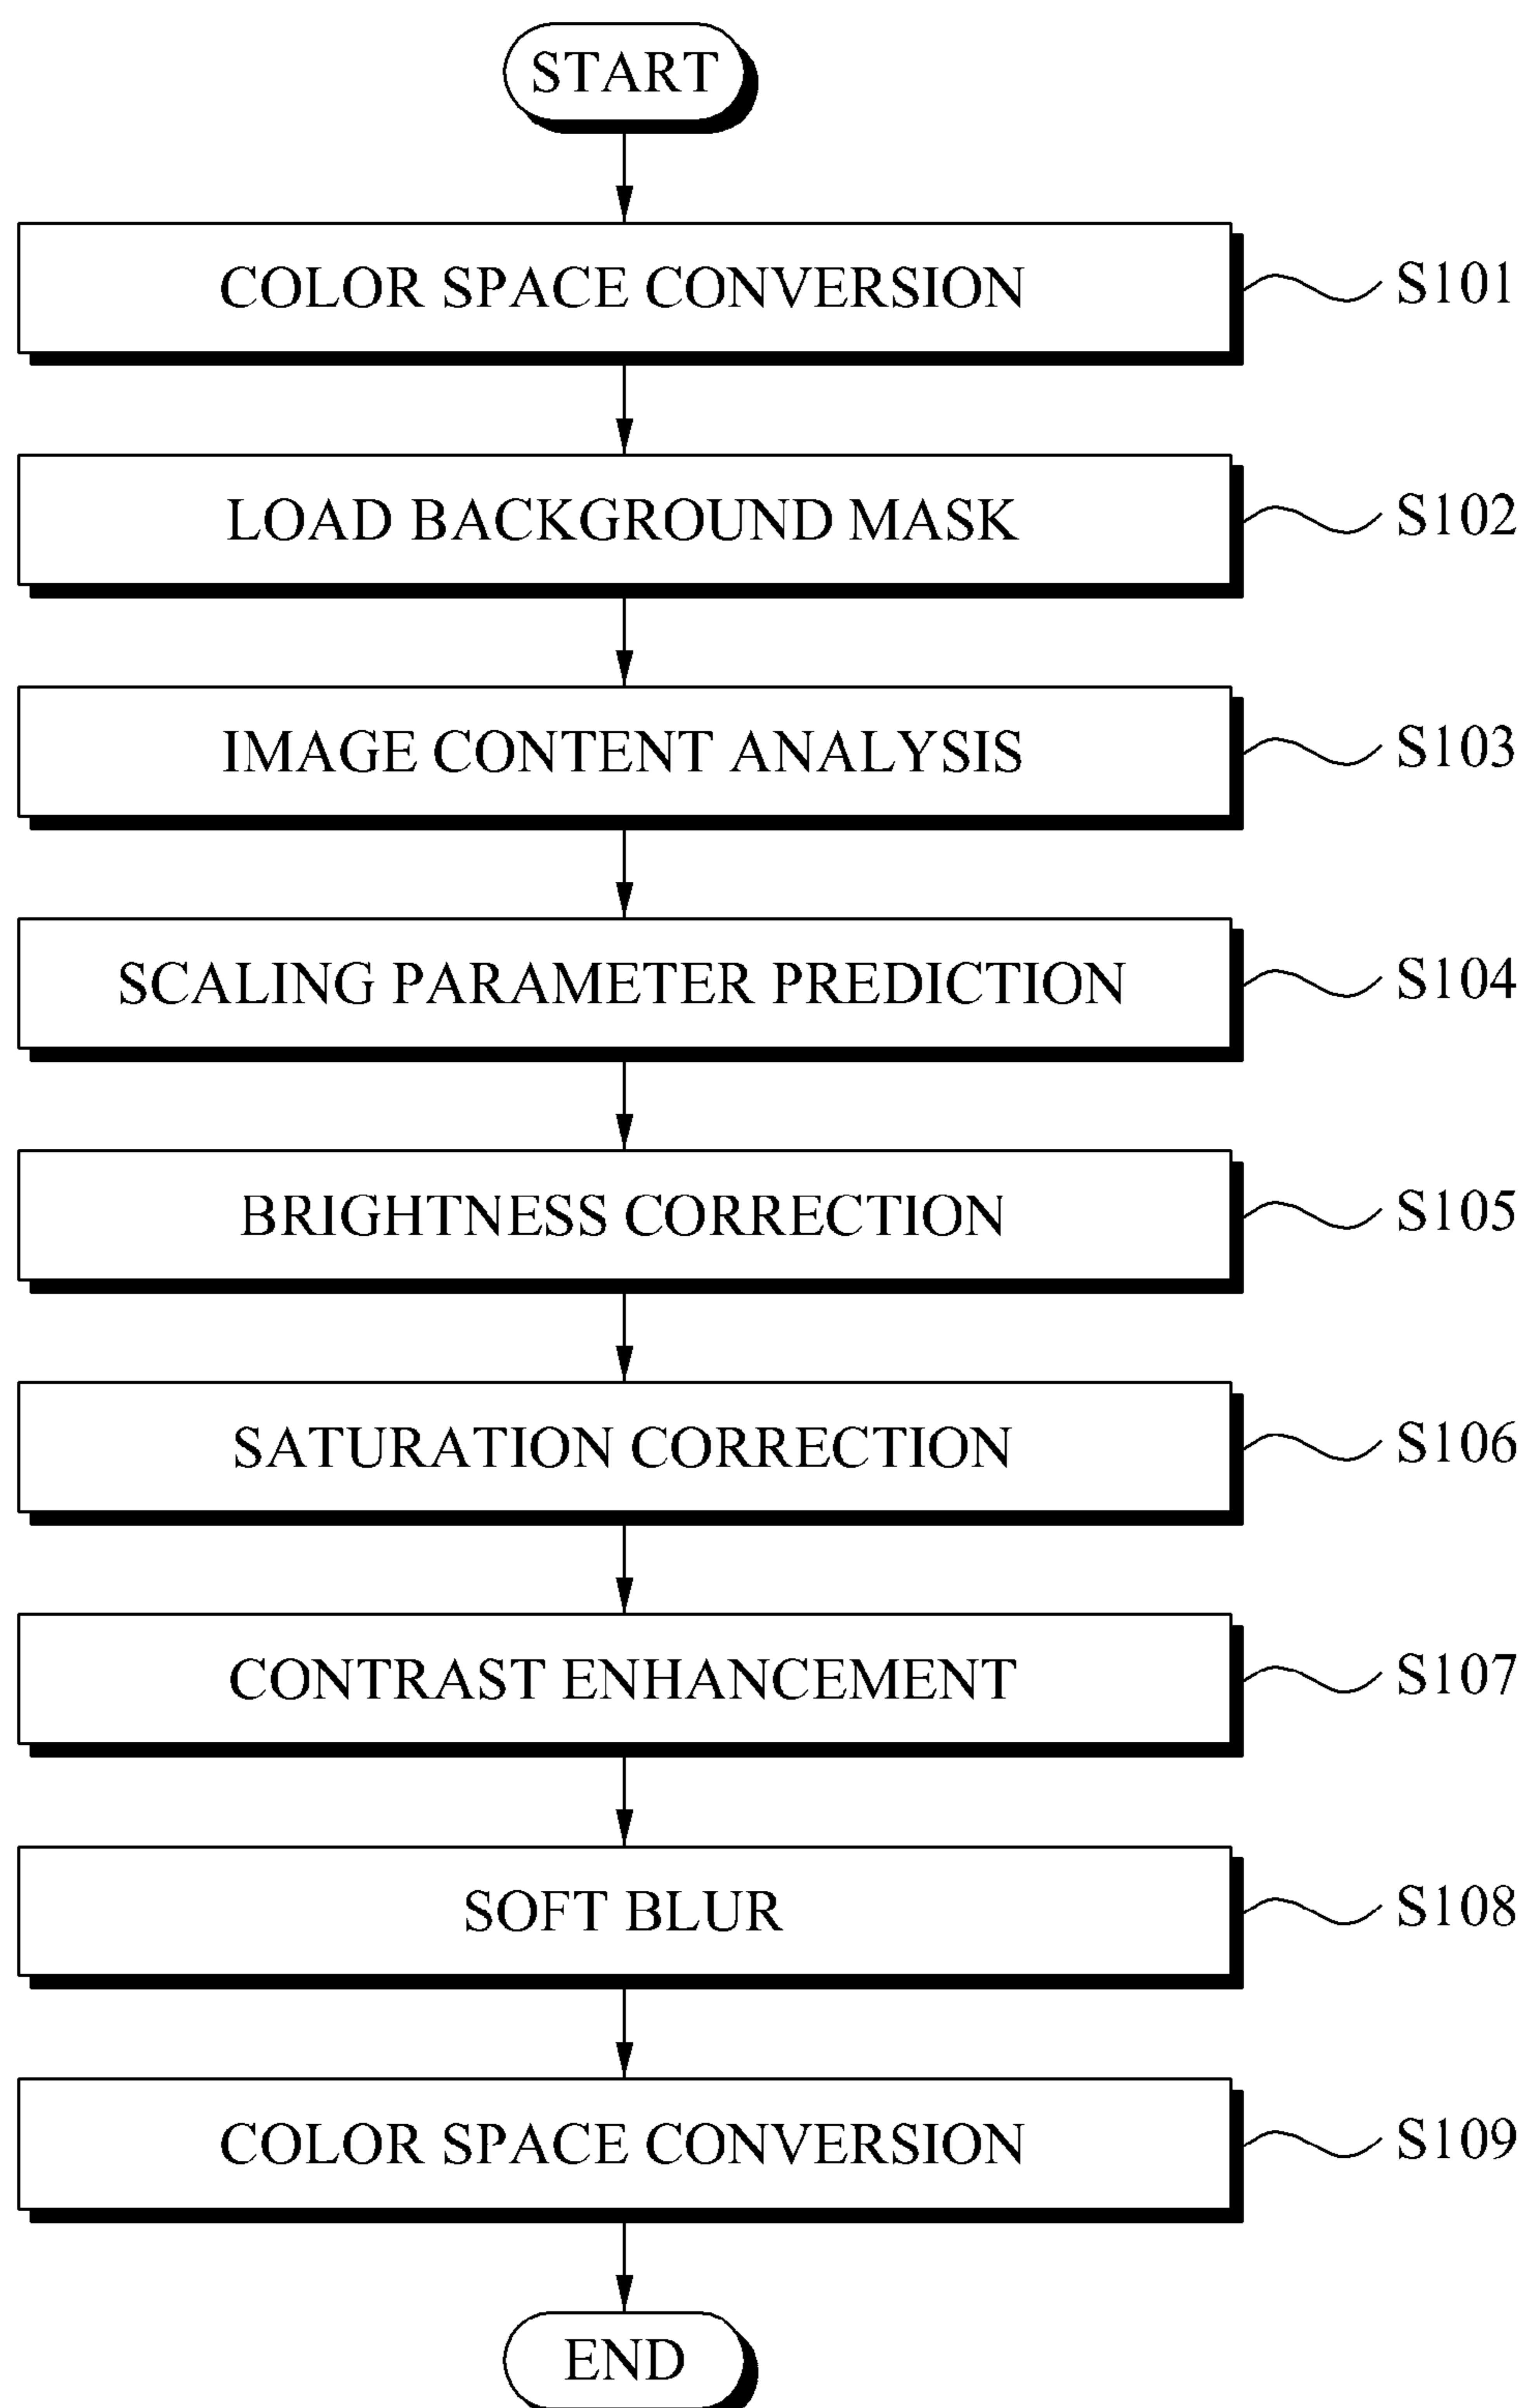 START
COLOR SPACE CONVERSION S101
LOAD BACKGROUND MASK S102
IMAGE CONTENT ANALYSIS S103
SCALING PARAMETER PREDICTION S104
BRIGHTNESS CORRECTION S105
SATURATION CORRECTION S106
CONTRAST ENHANCEMENT S107
SOFT BLUR S108
COLOR SPACE CONVERSION S109
END